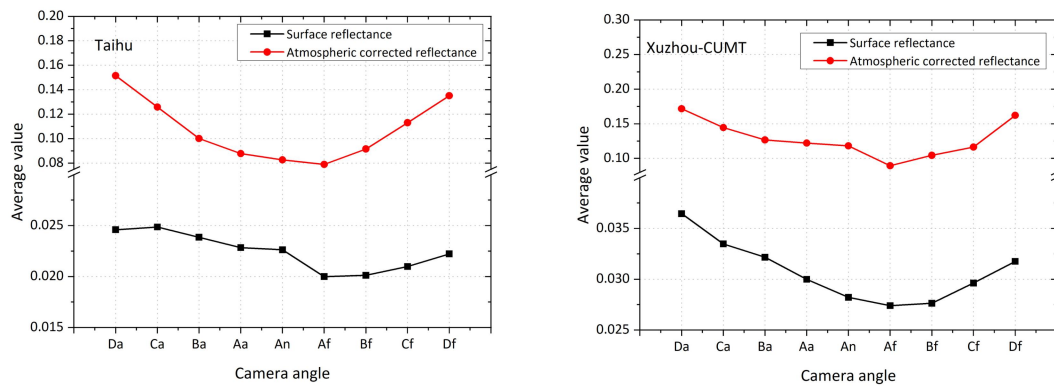 Taihu
Surface reflectance
Atmospheric corrected reflectance
0.20
0.18
0.16
0.14
0.12
0.10
0.08
0.025
0.020
0.015
Average value
Da Ca Ba Aa An Af Bf Cf Df
Camera angle
Xuzhou-CUMT
Surface reflectance
Atmospheric corrected reflectance
0.30
0.25
0.20
0.15
0.10
0.035
0.030
0.025
Average value
Da Ca Ba Aa An Af Bf Cf Df
Camera angle